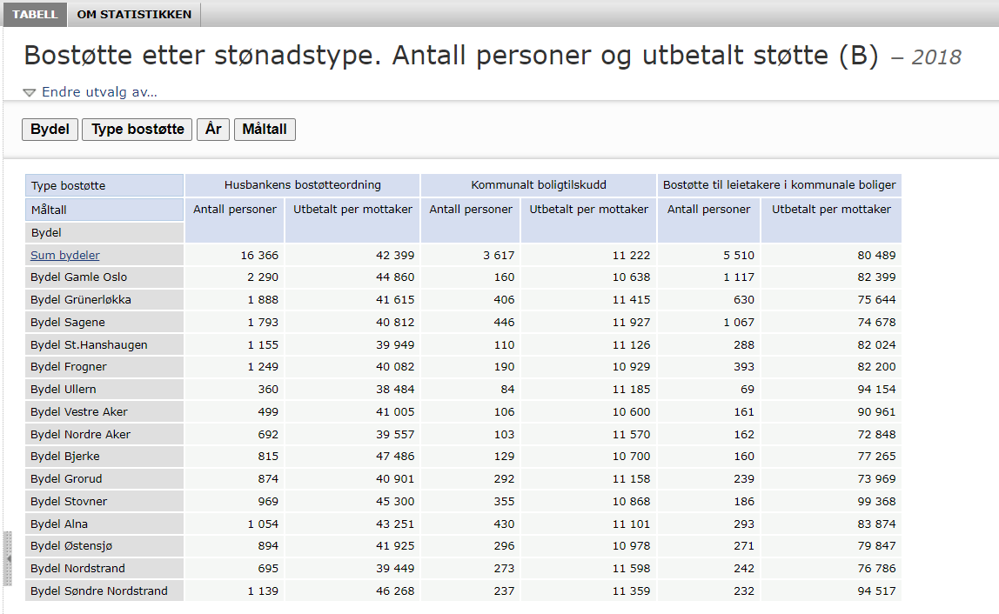 TABELL OM STATISTIKKEN
Bostøtte etter stønadstype. Antall personer og utbetalt støtte (B) – 2018
Endre utvalg av...
Bydel Type bostøtte År Måltall
Type bostøtte Husbankens bostøtteordning Kommunalt boligtilskudd Bostøtte til leietakere i kommunale boliger
Måltall Antall personer Utbetalt per mottaker Antall personer Utbetalt per mottaker Antall personer Utbetalt per mottaker
Bydel
Sum bydeler 16 366 42 399 3 617 11 222 5 510 80 489
Bydel Gamle Oslo 2 290 44 860 160 10 638 1 117 82 399
Bydel Grünerløkka 1 888 41 615 406 11 415 630 75 644
Bydel Sagene 1 793 40 812 446 11 927 1 067 74 678
Bydel St.Hanshaugen 1 155 39 949 110 11 126 288 82 024
Bydel Frogner 1 249 40 082 190 10 929 393 82 200
Bydel Ullern 360 38 484 84 11 185 69 94 154
Bydel Vestre Aker 499 41 005 106 10 600 161 90 961
Bydel Nordre Aker 692 39 557 103 11 570 162 72 848
Bydel Bjerke 815 47 486 129 10 700 160 77 265
Bydel Grorud 874 40 901 292 11 158 239 73 969
Bydel Stovner 969 45 300 355 10 868 186 99 368
Bydel Alna 1 054 43 251 430 11 101 293 83 874
Bydel Østensjø 894 41 925 296 10 978 271 79 847
Bydel Nordstrand 695 39 449 273 11 598 242 76 786
Bydel Søndre Nordstrand 1 139 46 268 237 11 359 232 94 517